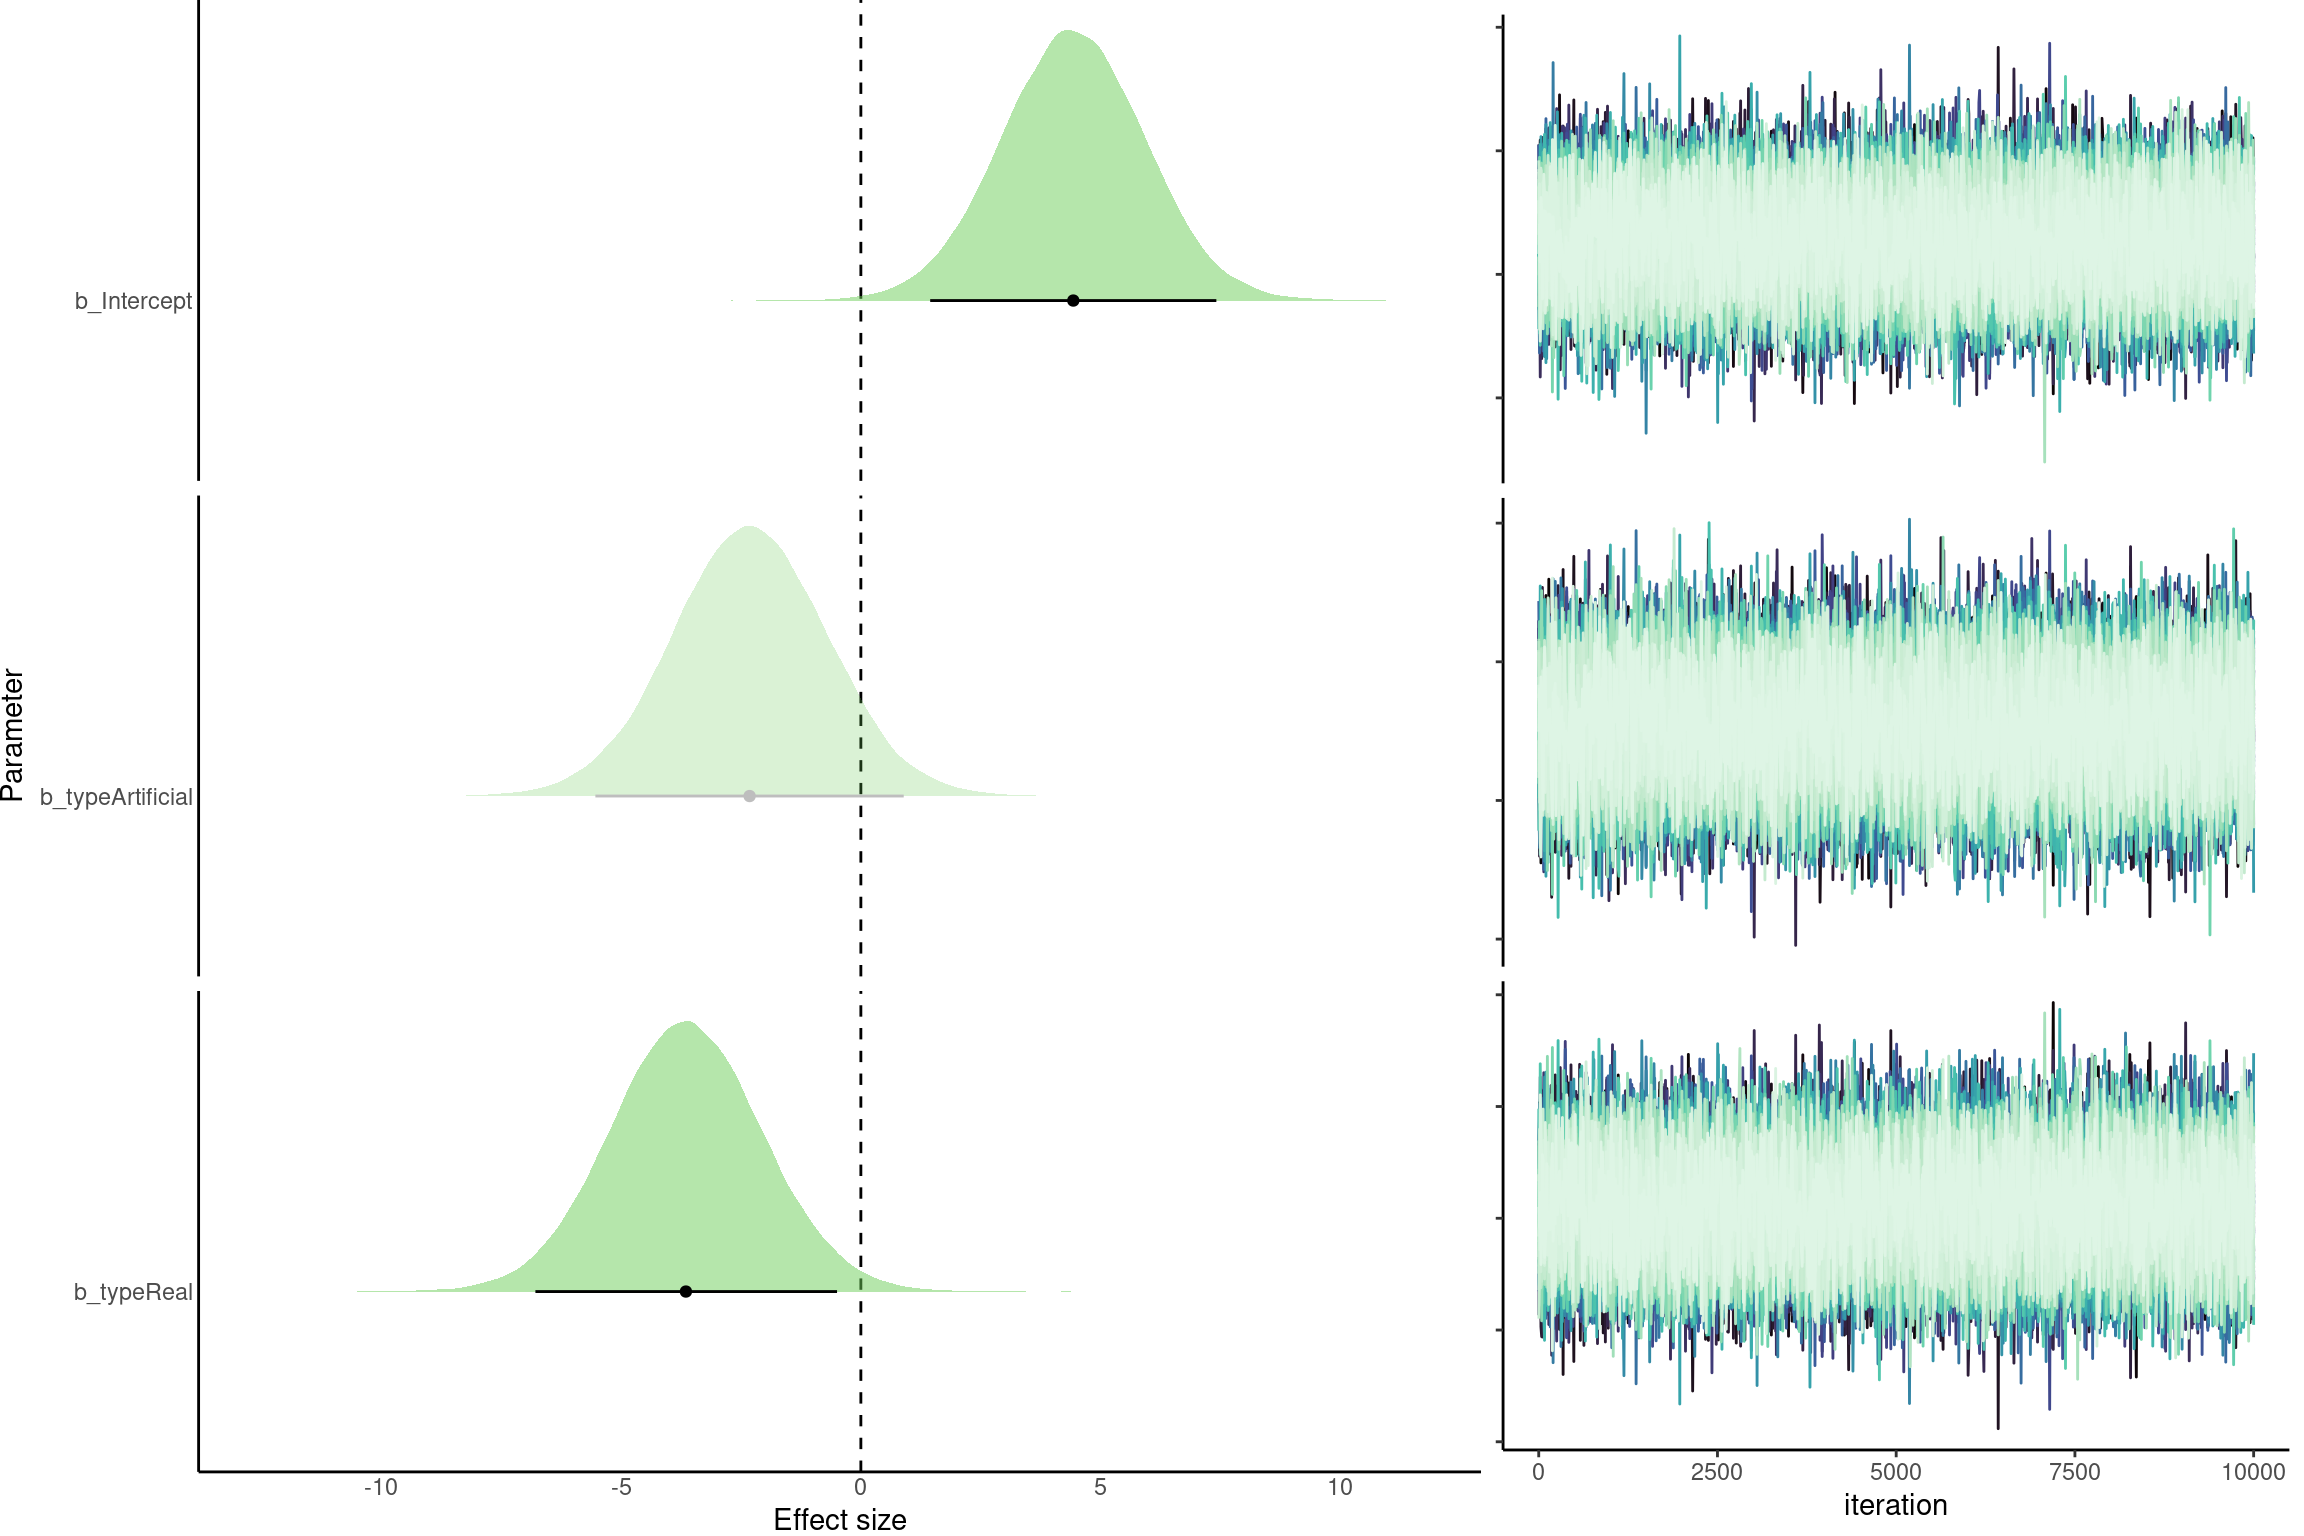 Parameter
b_Intercept
b_typeArtificial
b_typeReal
-10 -5 0 5 10
Effect size
0 2500 5000 7500 10000
iteration